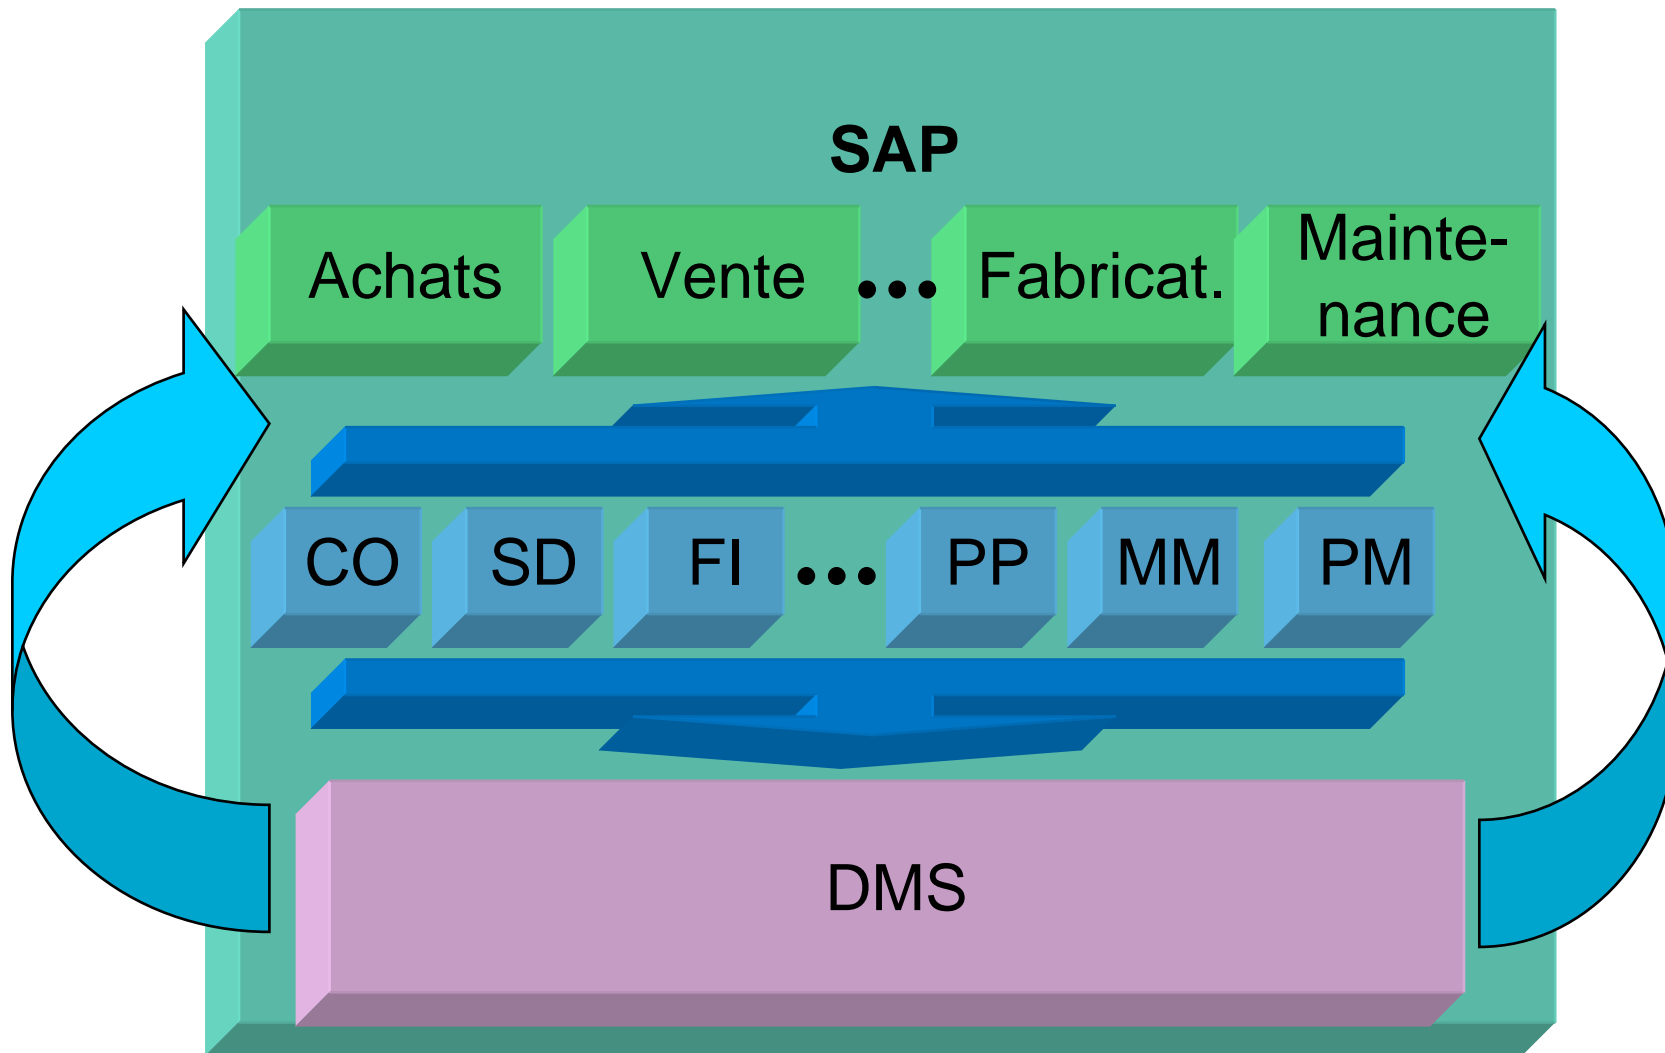 SAP
Achats
Vente
•••
Fabricat.
Mainte-
nance
CO
SD
FI
•••
PP
MM
PM
DMS